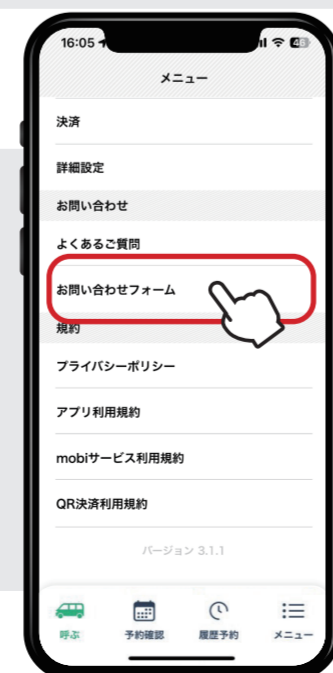 16:05
48
メニュー
決済
詳細設定
お問い合わせ
よくあるご質問
お問い合わせフォーム
規約
プライバシーポリシー
アプリ利用規約
mobiサービス利用規約
QR決済利用規約
バージョン 3.1.1
呼ぶ 予約確認 履歴予約 メニュー